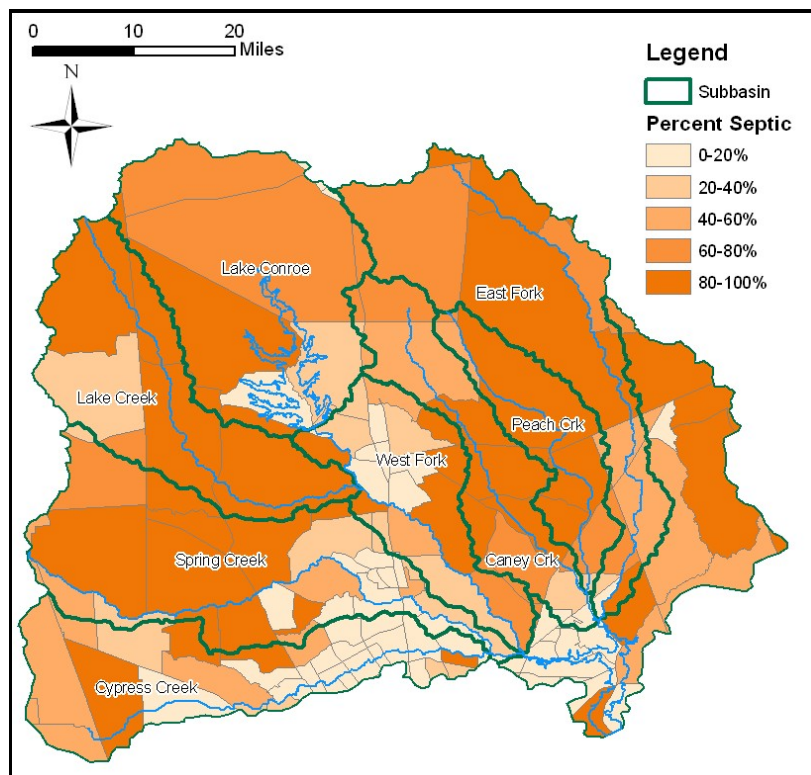 0 10 20
Miles
N
Legend
Subbasin
Percent Septic
0-20%
20-40%
40-60%
60-80%
80-100%
Lake Conroe
East Fork
Lake Creek
Peach Crk
West Fork
Spring Creek
Caney Crk
Cypress Creek